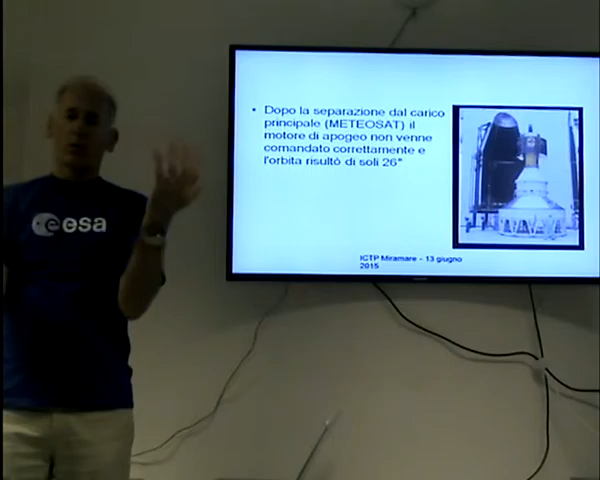 esa
• Dopo la separazione dal carico
principale (METEOSAT) il
motore di apogeo non venne
comandato correttamente e
l'orbita risultò di soli 26°
ICTP Miramare - 13 giugno
2015